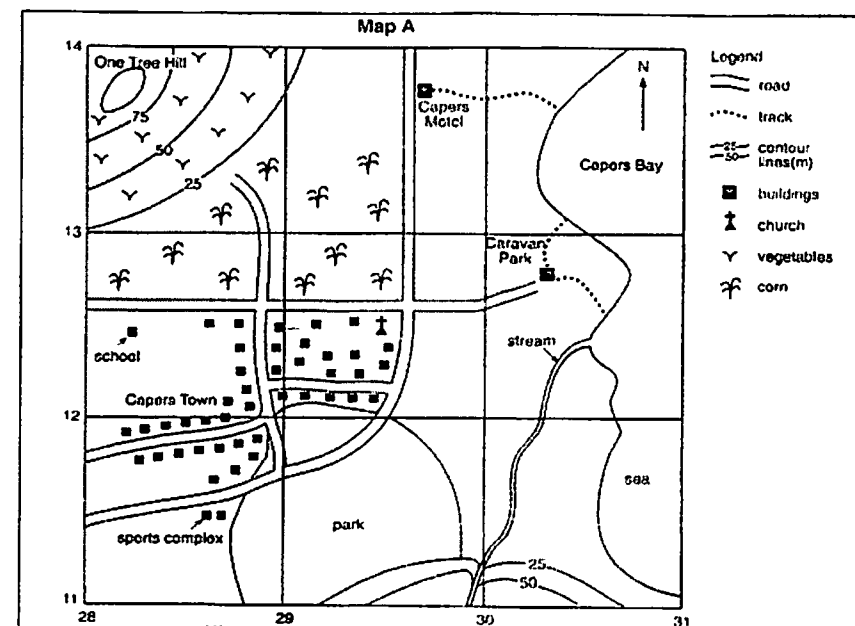 Map A
14
13
12
11
28
29
30
31
One Tree Hill
75
50
25
Capers
Motel
Capers Bay
Caravan
Park
school
Capers Town
stream
sports complex
park
sea
25
50
N
Legend
road
track
25
50
contour
lines(m)
buildings
church
vegetables
corn